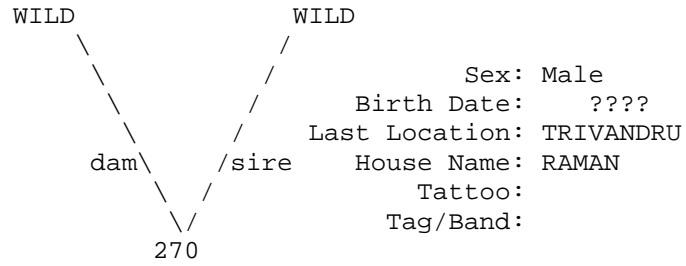 WILD WILD
Sex: Male
Birth Date: ????
Last Location: TRIVANDRU
dam\ /sire House Name: RAMAN
Tattoo:
Tag/Band:
270